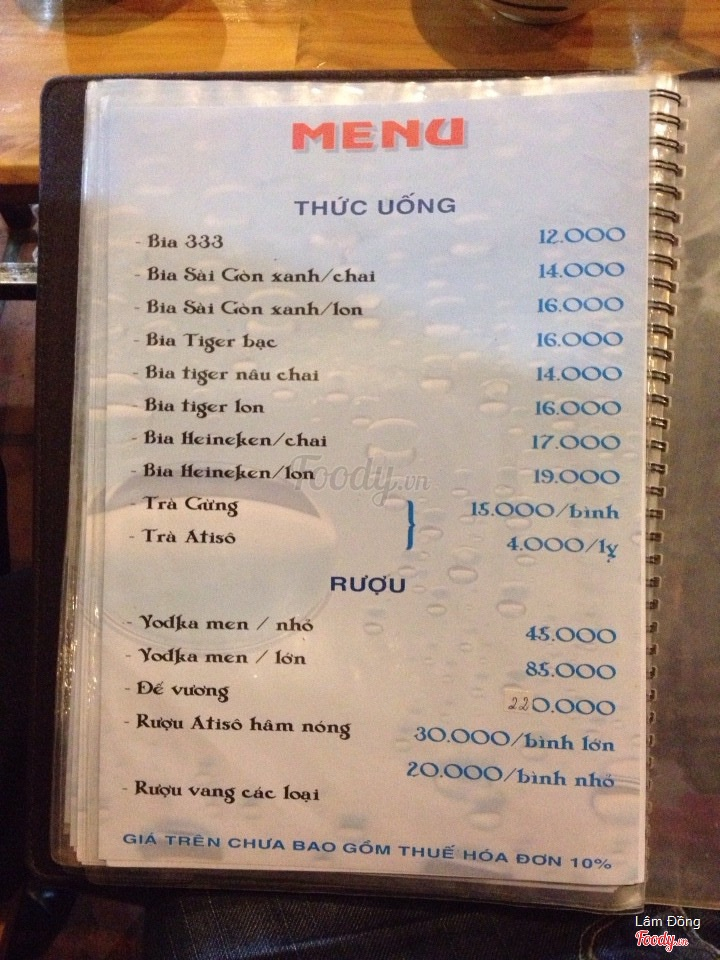 MENU
THỨC UỐNG
- Bia 333 12.000
- Bia Sài Gòn xanh/chai 14.000
- Bia Sài Gòn xanh/lon 16.000
- Bia Tiger bạc 16.000
- Bia tiger nâu chai 14.000
- Bia tiger lon 16.000
- Bia Heineken/chai 17.000
- Bia Heineken/lon 19.000
Foody.vn
- Trà Gừng 15.000/bình
- Trà Atisô 4.000/ly
RƯỢU
- Vodka men / nhỏ 45.000
- Vodka men / lớn 85.000
- Đế vương 220.000
- Rượu Atisô hâm nóng 30.000/bình lớn
20.000/bình nhỏ
- Rượu vang các loại
GIÁ TRÊN CHƯA BAO GỒM THUẾ HÓA ĐƠN 10%
Lâm Đồng
Foody.vn